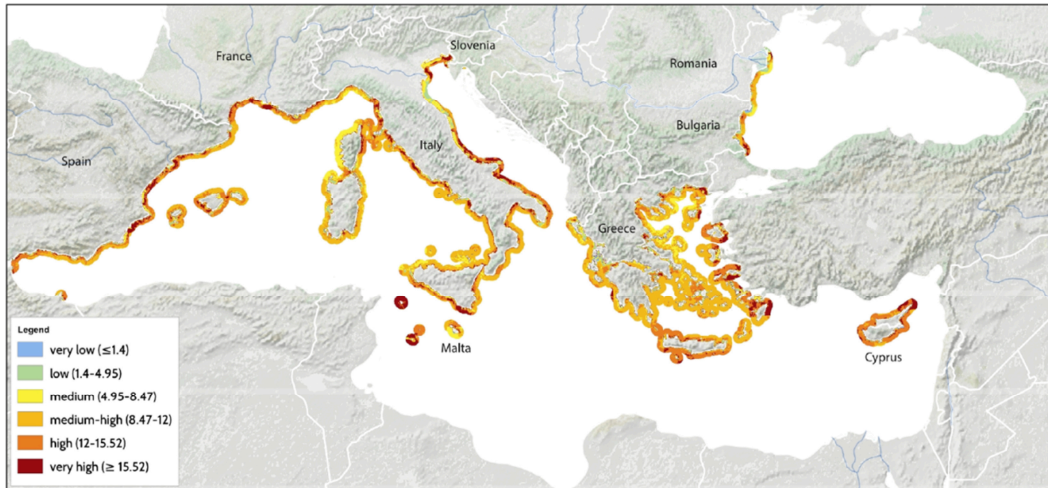 Slovenia
France
Romania
Bulgaria
Italy
Spain
Greece
Malta
Cyprus
Legend
very low (≤1.4)
low (1.4-4.95)
medium (4.95-8.47)
medium-high (8.47-12)
high (12-15.52)
very high (≥ 15.52)